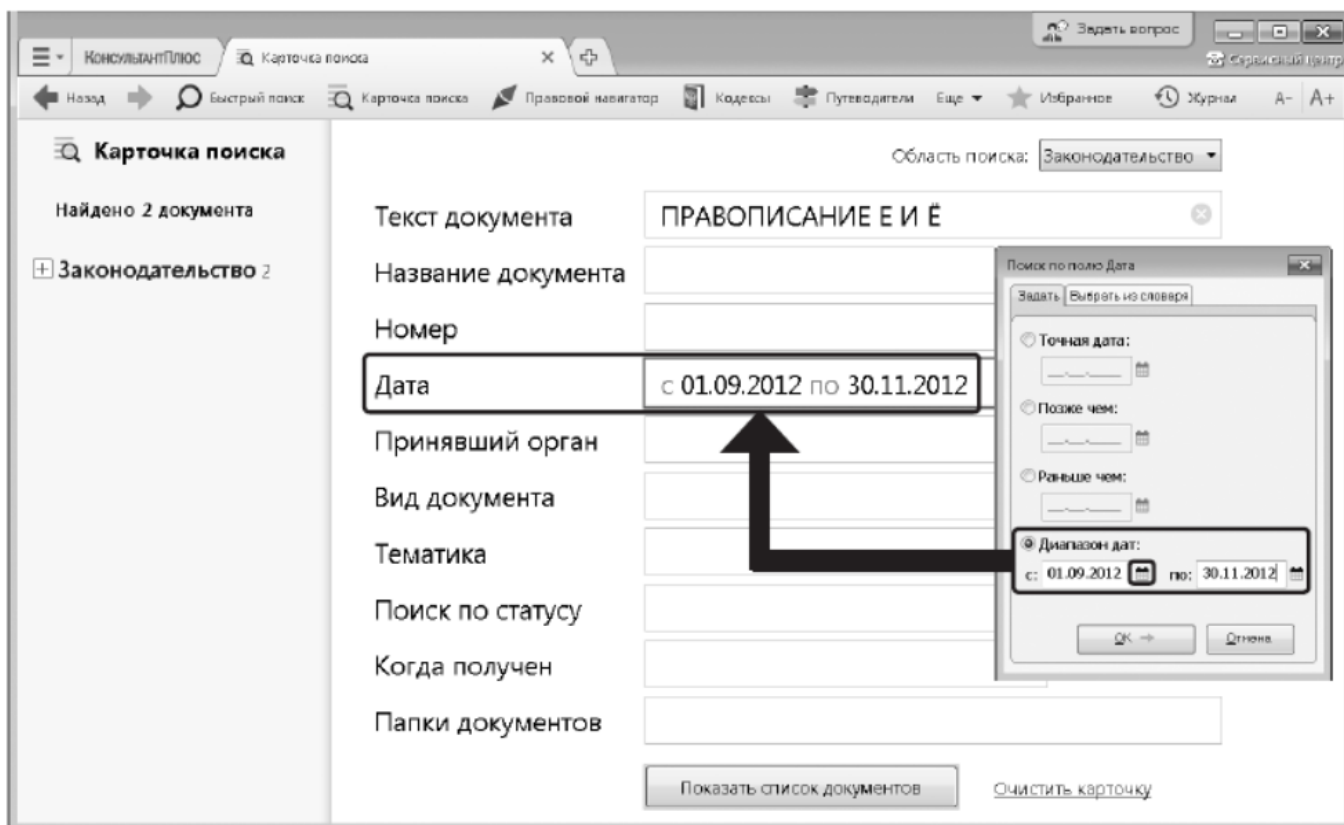 Задать вопрос
КонсультантПлюс Карточка поиска
Сервисный центр
Назад Быстрый поиск Карточка поиска Правовой навигатор Кодексы Путеводители Еще Избранное Журнал А- А+
Карточка поиска
Найдено 2 документа
Законодательство 2
Область поиска: Законодательство
Текст документа ПРАВОПИСАНИЕ Е И Ё
Название документа
Номер
Дата с 01.09.2012 по 30.11.2012
Принявший орган
Вид документа
Тематика
Поиск по статусу
Когда получен
Папки документов
Показать список документов Очистить карточку
Поиск по полю Дата
Задать Выбрать из словаря
Точная дата:
Позже чем:
Раньше чем:
Диапазон дат:
с: 01.09.2012 по: 30.11.2012
ОК Отмена